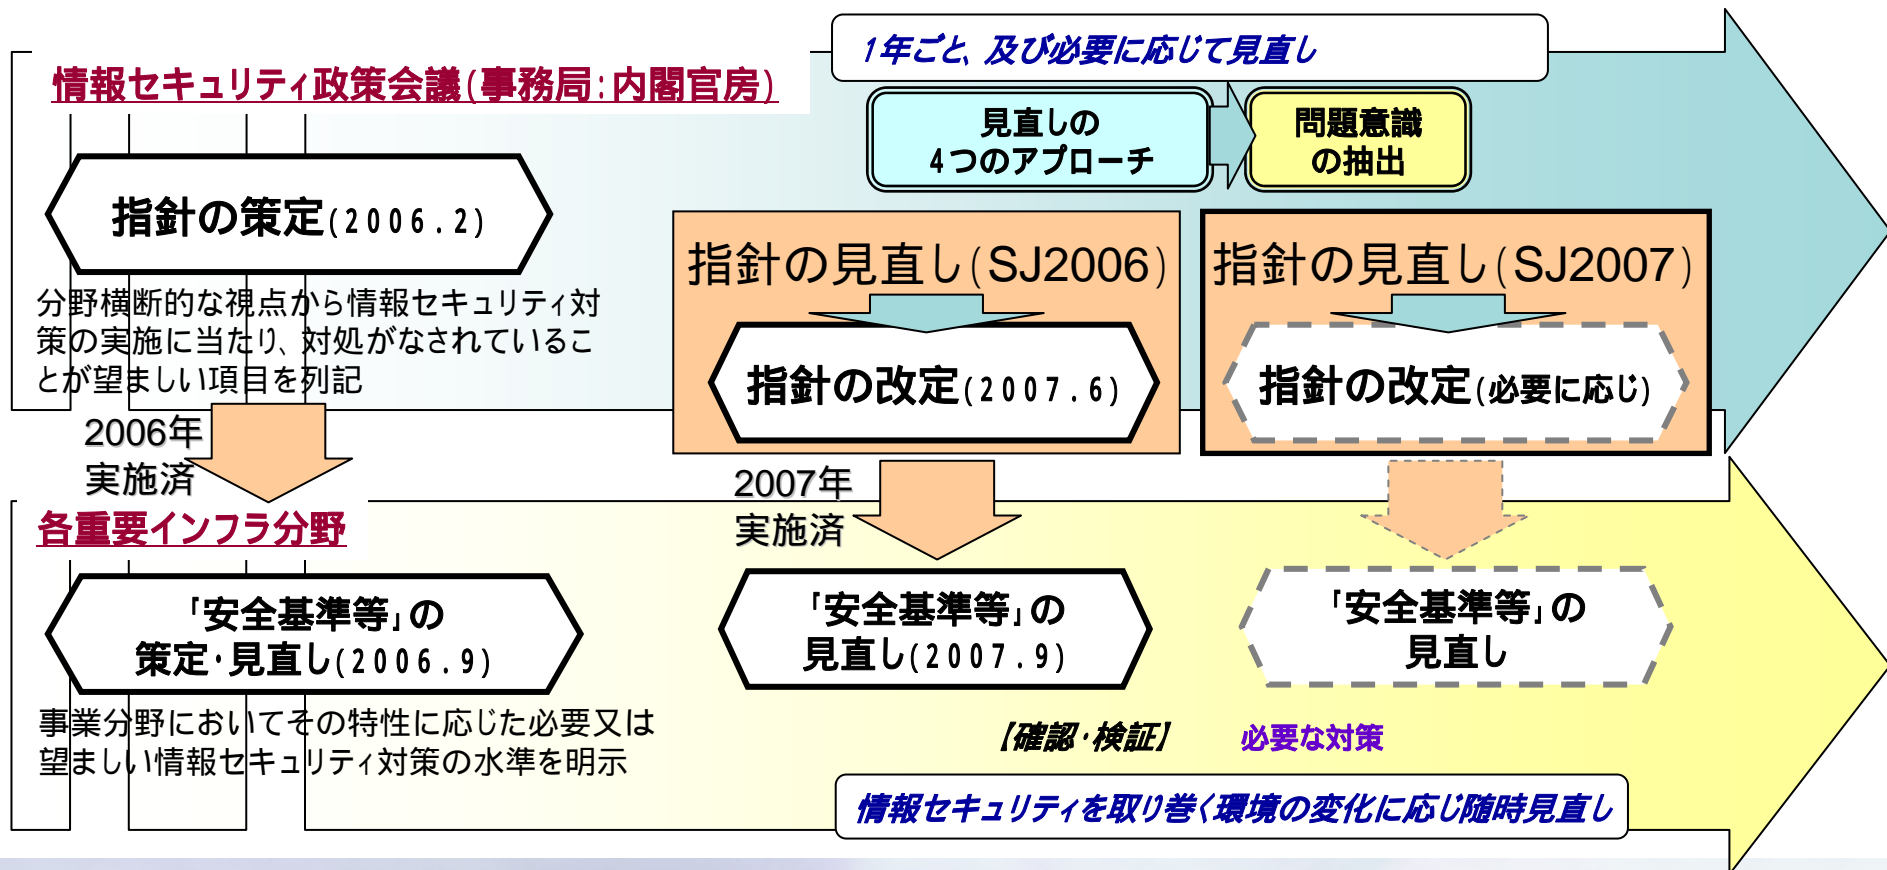 1年ごと、及び必要に応じて見直し
情報セキュリティ政策会議(事務局:内閣官房)
見直しの
4つのアプローチ
問題意識
の抽出
指針の策定(2006.2)
分野横断的な視点から情報セキュリティ対
策の実施に当たり、対処がなされているこ
とが望ましい項目を列記
指針の見直し(SJ2006)
指針の改定(2007.6)
指針の見直し(SJ2007)
指針の改定(必要に応じ)
2006年
実施済
2007年
実施済
各重要インフラ分野
「安全基準等」の
策定・見直し(2006.9)
「安全基準等」の
見直し(2007.9)
「安全基準等」の
見直し
事業分野においてその特性に応じた必要又は
望ましい情報セキュリティ対策の水準を明示
【確認・検証】
必要な対策
情報セキュリティを取り巻く環境の変化に応じ随時見直し